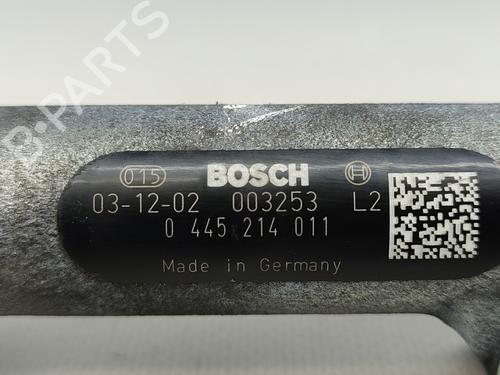 B-PARTS
015 BOSCH
03-12-02 003253 L2
0 445 214 011
Made in Germany